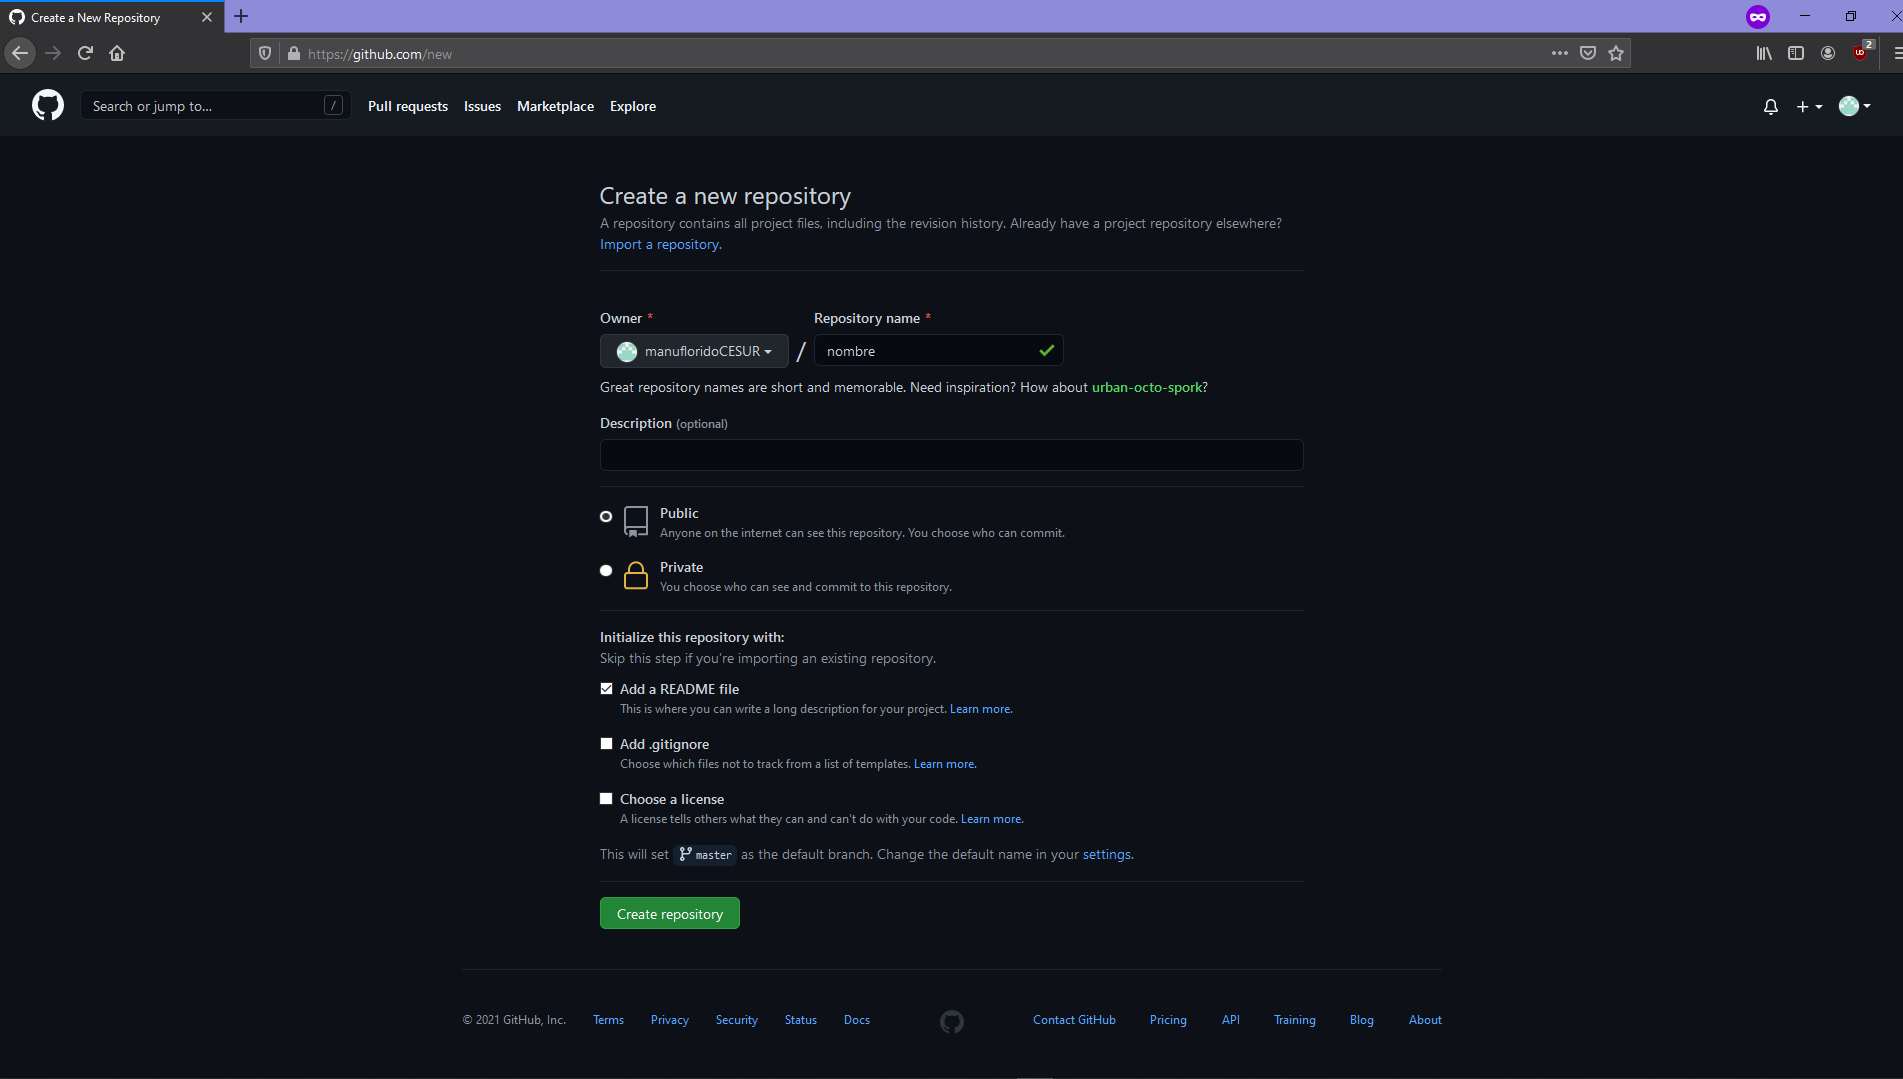 Create a New Repository
https://github.com/new
2
Search or jump to...
/
Pull requests
Issues
Marketplace
Explore
Create a new repository
A repository contains all project files, including the revision history. Already have a project repository elsewhere?
Import a repository.
Owner *
Repository name *
manufloridoCESUR
/
nombre
Great repository names are short and memorable. Need inspiration? How about urban-octo-spork?
Description (optional)
Public
Anyone on the internet can see this repository. You choose who can commit.
Private
You choose who can see and commit to this repository.
Initialize this repository with:
Skip this step if you're importing an existing repository.
Add a README file
This is where you can write a long description for your project. Learn more.
Add .gitignore
Choose which files not to track from a list of templates. Learn more.
Choose a license
A license tells others what they can and can't do with your code. Learn more.
This will set master as the default branch. Change the default name in your settings.
Create repository
© 2021 GitHub, Inc.
Terms
Privacy
Security
Status
Docs
Contact GitHub
Pricing
API
Training
Blog
About